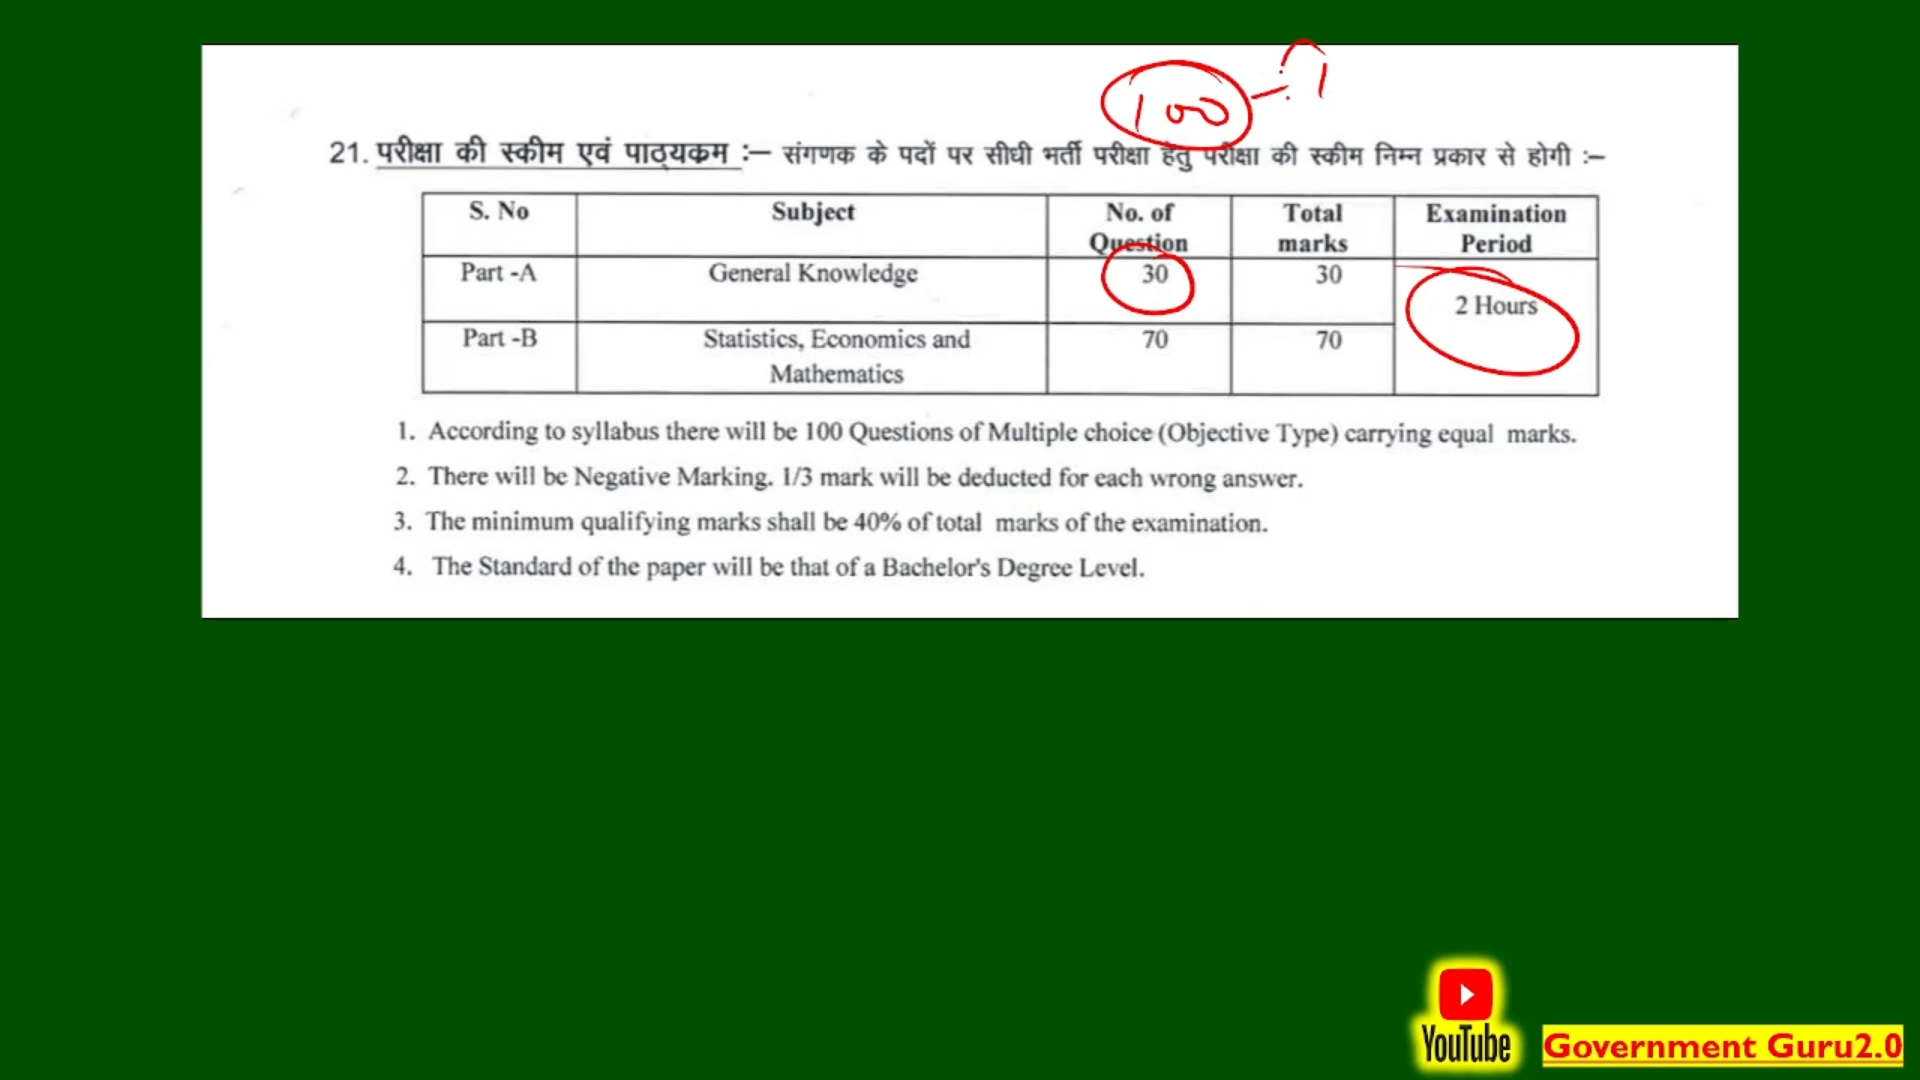 100
21. परीक्षा की स्कीम एवं पाठ्यक्रम :– संगणक के पदों पर सीधी भर्ती परीक्षा हेतु परीक्षा की स्कीम निम्न प्रकार से होगी :–
S. No Subject No. of Question Total marks Examination Period
Part -A General Knowledge 30 30 2 Hours
Part -B Statistics, Economics and Mathematics 70 70
1. According to syllabus there will be 100 Questions of Multiple choice (Objective Type) carrying equal marks.
2. There will be Negative Marking. 1/3 mark will be deducted for each wrong answer.
3. The minimum qualifying marks shall be 40% of total marks of the examination.
4. The Standard of the paper will be that of a Bachelor's Degree Level.
YouTube
Government Guru2.0